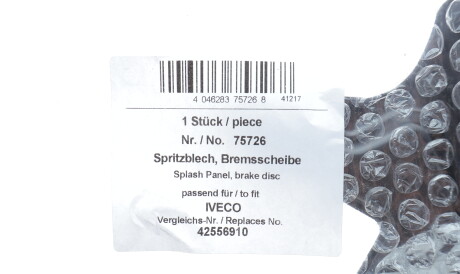 4 046283 75726 8 41217
1 Stück / piece
Nr. / No. 75726
Spritzblech, Bremsscheibe
Splash Panel, brake disc
passend für / to fit
IVECO
Vergleichs-Nr. / Replaces No.
42556910